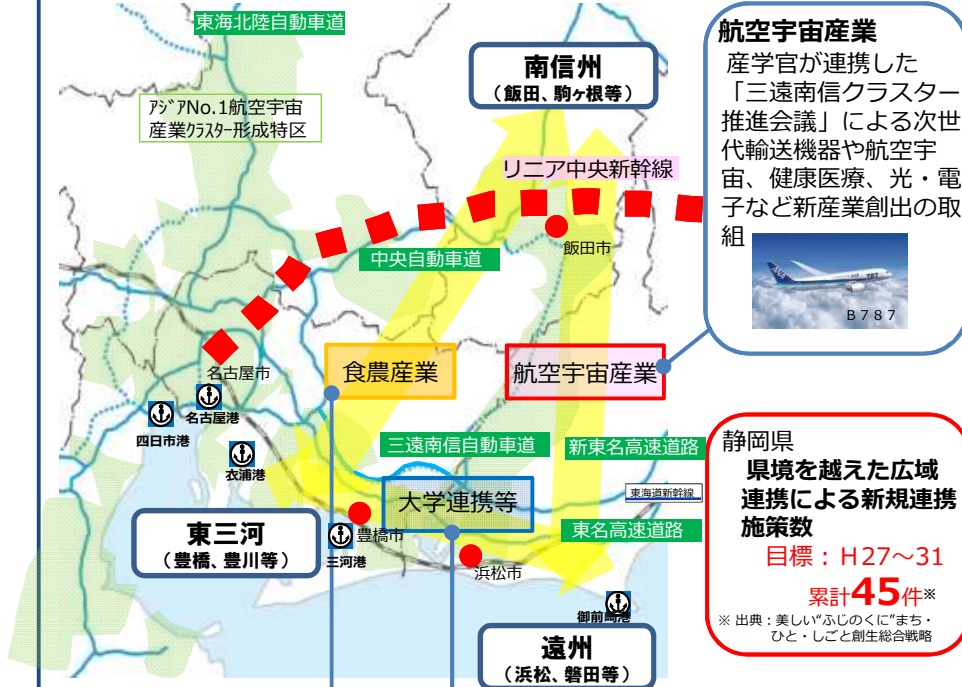 東海北陸自動車道
南信州
（飯田、駒ヶ根等）
ｱｼﾞｱNo.1航空宇宙
産業ｸﾗｽﾀｰ形成特区
リニア中央新幹線
飯田市
中央自動車道
航空宇宙産業
産学官が連携した
「三遠南信クラスター
推進会議」による次世
代輸送機器や航空宇
宙、健康医療、光・電
子など新産業創出の取
組
Ｂ７８７
名古屋市
食農産業
航空宇宙産業
名古屋港
四日市港
衣浦港
三遠南信自動車道
新東名高速道路
大学連携等
東海道新幹線
東名高速道路
東三河
（豊橋、豊川等）
豊橋市
三河港
浜松市
御前崎港
遠州
（浜松、磐田等）
静岡県
県境を越えた広域
連携による新規連携
施策数
目標：Ｈ27～31
累計45件※
※ 出典：美しい“ふじのくに”まち・
ひと・しごと創生総合戦略